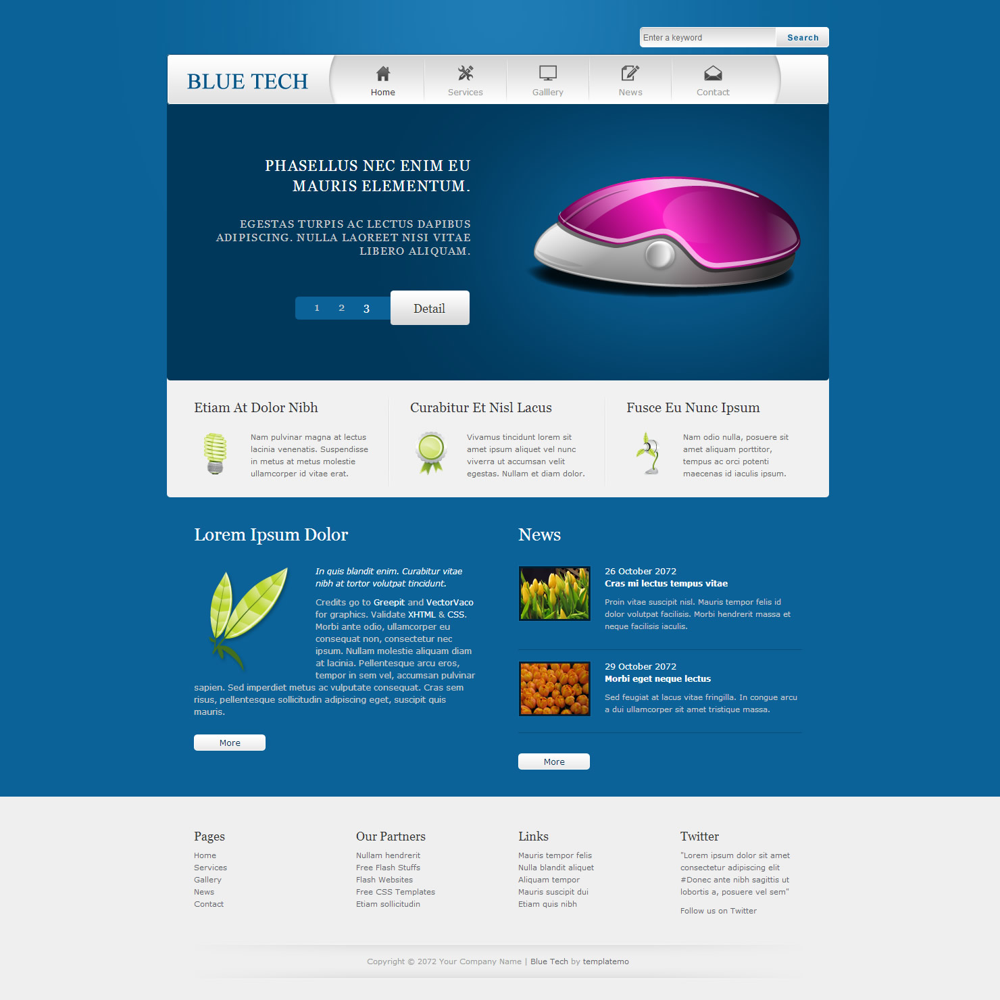 Enter a keyword
Search
BLUE TECH
Home
Services
Galllery
News
Contact
PHASELLUS NEC ENIM EU
MAURIS ELEMENTUM.
EGESTAS TURPIS AC LECTUS DAPIBUS
ADIPISCING. NULLA LAOREET NISI VITAE
LIBERO ALIQUAM.
1 2 3
Detail
Etiam At Dolor Nibh
Nam pulvinar magna at lectus
lacinia venenatis. Suspendisse
in metus at metus molestie
ullamcorper id vitae erat.
Curabitur Et Nisl Lacus
Vivamus tincidunt lorem sit
amet ipsum aliquet vel nunc
viverra ut accumsan velit
egestas. Nullam et diam dolor.
Fusce Eu Nunc Ipsum
Nam odio nulla, posuere sit
amet aliquam porttitor,
tempus ac orci potenti
maecenas id iaculis ipsum.
Lorem Ipsum Dolor
In quis blandit enim. Curabitur vitae
nibh at tortor volutpat tincidunt.
Credits go to Greepit and VectorVaco
for graphics. Validate XHTML & CSS.
Morbi ante odio, ullamcorper eu
consequat non, consectetur nec
ipsum. Nullam molestie aliquam diam
at lacinia. Pellentesque arcu eros,
tempor in sem vel, accumsan pulvinar
sapien. Sed imperdiet metus ac vulputate consequat. Cras sem
risus, pellentesque sollicitudin adipiscing eget, suscipit quis
mauris.
More
News
26 October 2072
Cras mi lectus tempus vitae
Proin vitae suscipit nisl. Mauris tempor felis id
dolor volutpat facilisis. Morbi hendrerit massa et
neque facilisis iaculis.
29 October 2072
Morbi eget neque lectus
Sed feugiat at lacus vitae fringilla. In congue arcu
a dui ullamcorper sit amet tristique massa.
More
Pages
Home
Services
Gallery
News
Contact
Our Partners
Nullam hendrerit
Free Flash Stuffs
Flash Websites
Free CSS Templates
Etiam sollicitudin
Links
Mauris tempor felis
Nulla blandit aliquet
Aliquam tempor
Mauris suscipit dui
Etiam quis nibh
Twitter
"Lorem ipsum dolor sit amet
consectetur adipiscing elit
#Donec ante nibh sagittis ut
lobortis a, posuere vel sem"
Follow us on Twitter
Copyright © 2072 Your Company Name | Blue Tech by templatemo